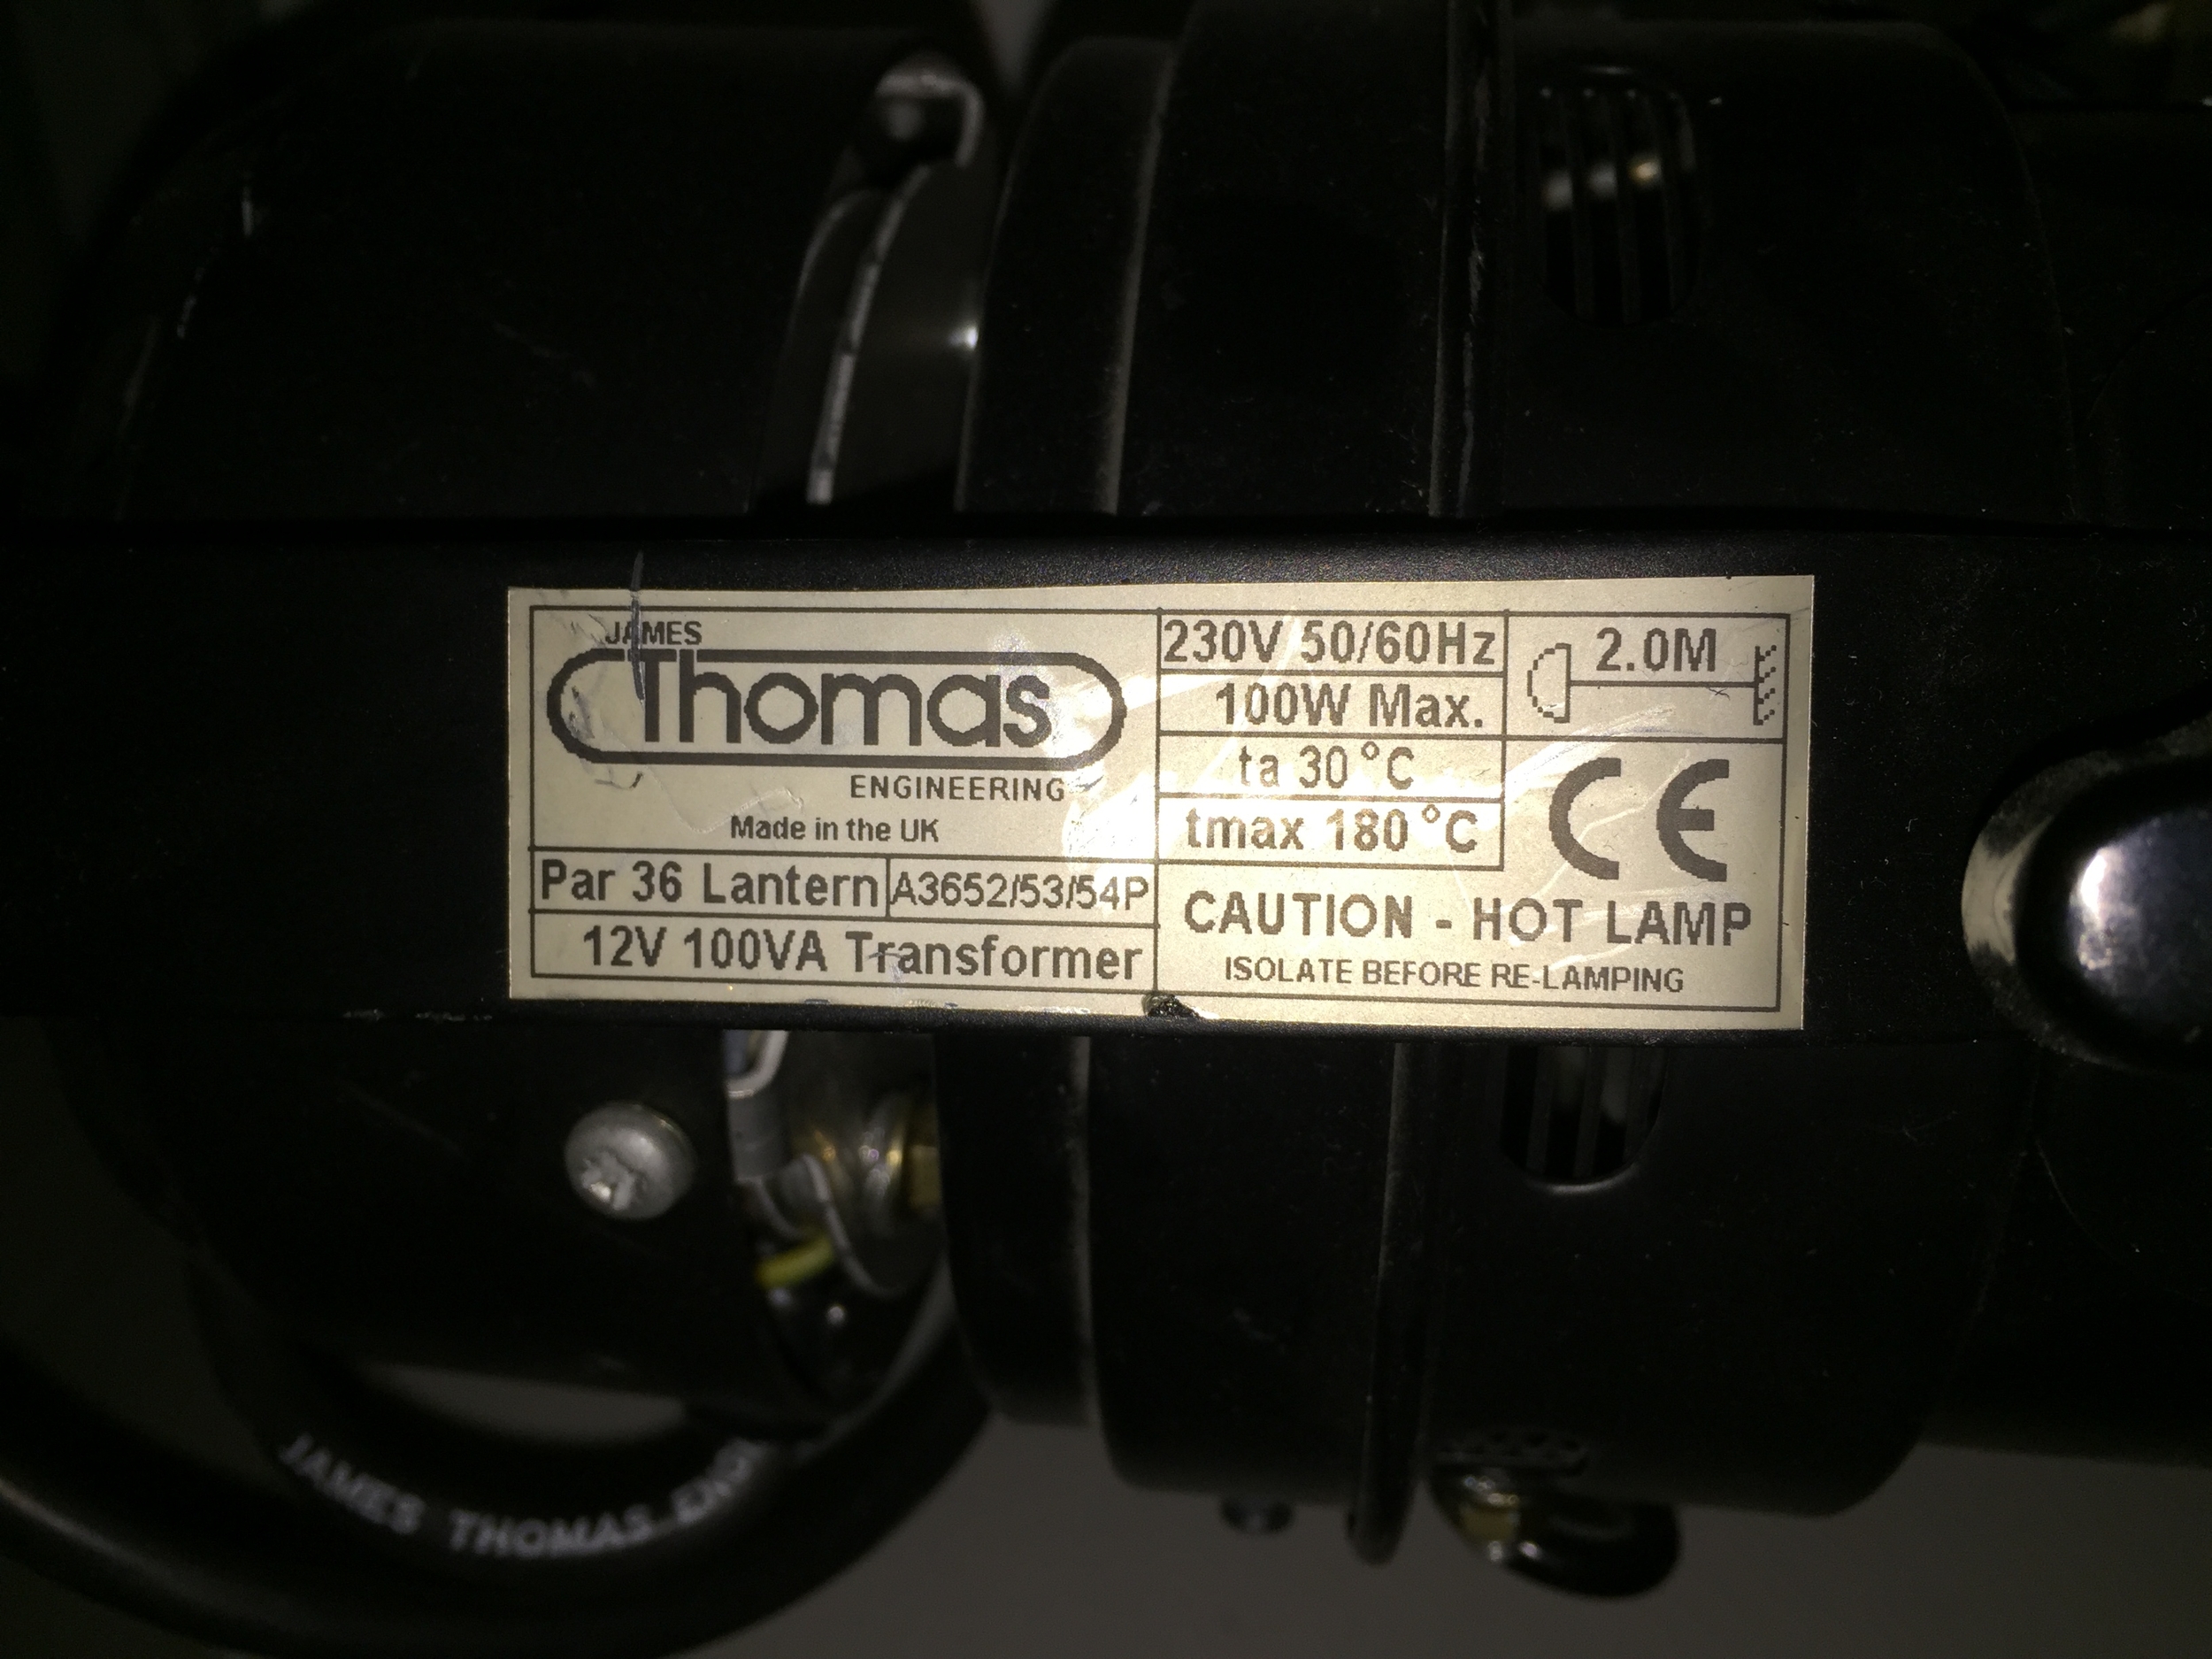 JAMES
Thomas
ENGINEERING
Made in the UK
Par 36 Lantern A3652/53/54P
12V 100VA Transformer
230V 50/60Hz
100W Max.
ta 30°C
tmax 180°C
2.0M
CE
CAUTION - HOT LAMP
ISOLATE BEFORE RE-LAMPING
JAMES THOMAS ENG